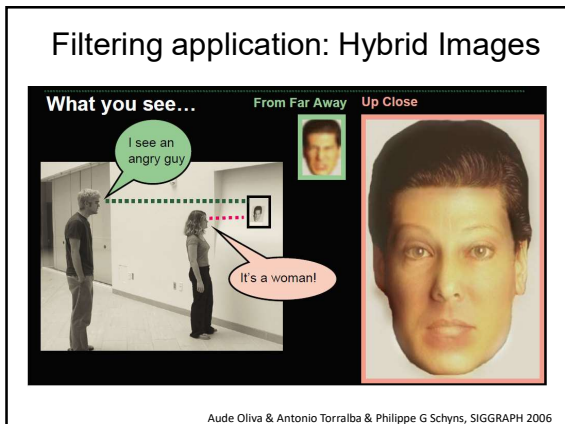 Filtering application: Hybrid Images
What you see...
From Far Away
Up Close
I see an
angry guy
It's a woman!
Aude Oliva & Antonio Torralba & Philippe G Schyns, SIGGRAPH 2006